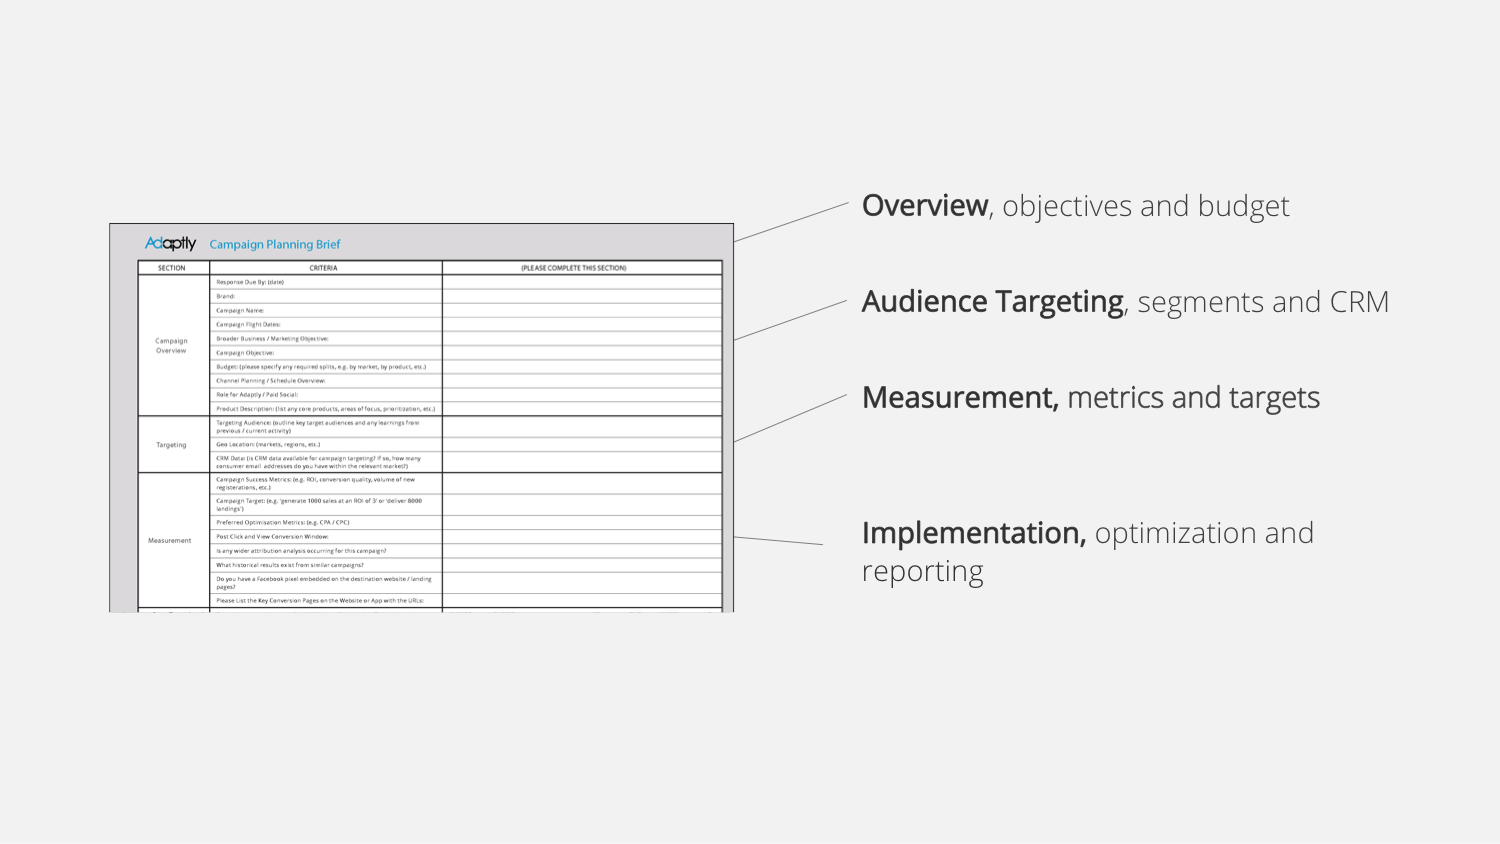 Adaptly Campaign Planning Brief
SECTION CRITERIA (PLEASE COMPLETE THIS SECTION)
Campaign
Overview
Response Due By: (date)
Brand:
Campaign Name:
Campaign Flight Dates:
Broader Business / Marketing Objective:
Campaign Objective:
Budget: (please specify any required splits, e.g. by market, by product, etc.)
Channel Planning / Schedule Overview:
Role for Adaptly / Paid Social:
Product Description: (list any core products, areas of focus, prioritization, etc.)
Targeting
Targeting Audience: (outline key target audiences and any learnings from
previous / current activity)
Geo Location: (markets, regions, etc.)
CRM Data: (is CRM data available for campaign targeting? If so, how many
consumer email addresses do you have within the relevant market?)
Measurement
Campaign Success Metrics: (e.g. ROI, conversion quality, volume of new
registerations, etc.)
Campaign Target: (e.g. 'generate 1000 sales at an ROI of 3' or 'deliver 8000
landings')
Preferred Optimisation Metrics: (e.g. CPA / CPC)
Post Click and View Conversion Window:
Is any wider attribution analysis occurring for this campaign?
What historical results exist from similar campaigns?
Do you have a Facebook pixel embedded on the destination website / landing
pages?
Please List the Key Conversion Pages on the Website or App with the URLs:
Overview, objectives and budget
Audience Targeting, segments and CRM
Measurement, metrics and targets
Implementation, optimization and
reporting